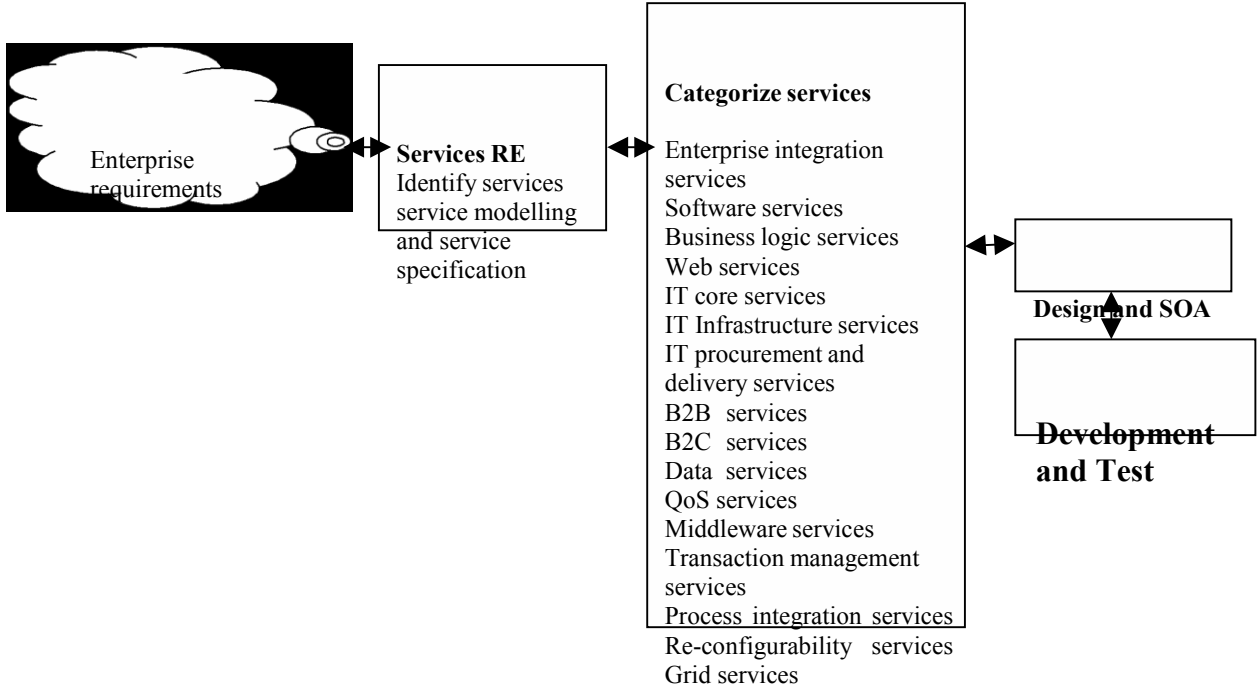 Enterprise
requirements
Services RE
Identify services
service modelling
and service
specification
Categorize services
Enterprise integration
services
Software services
Business logic services
Web services
IT core services
IT Infrastructure services
IT procurement and
delivery services
B2B services
B2C services
Data services
QoS services
Middleware services
Transaction management
services
Process integration services
Re-configurability services
Grid services
Design and SOA
Development
and Test